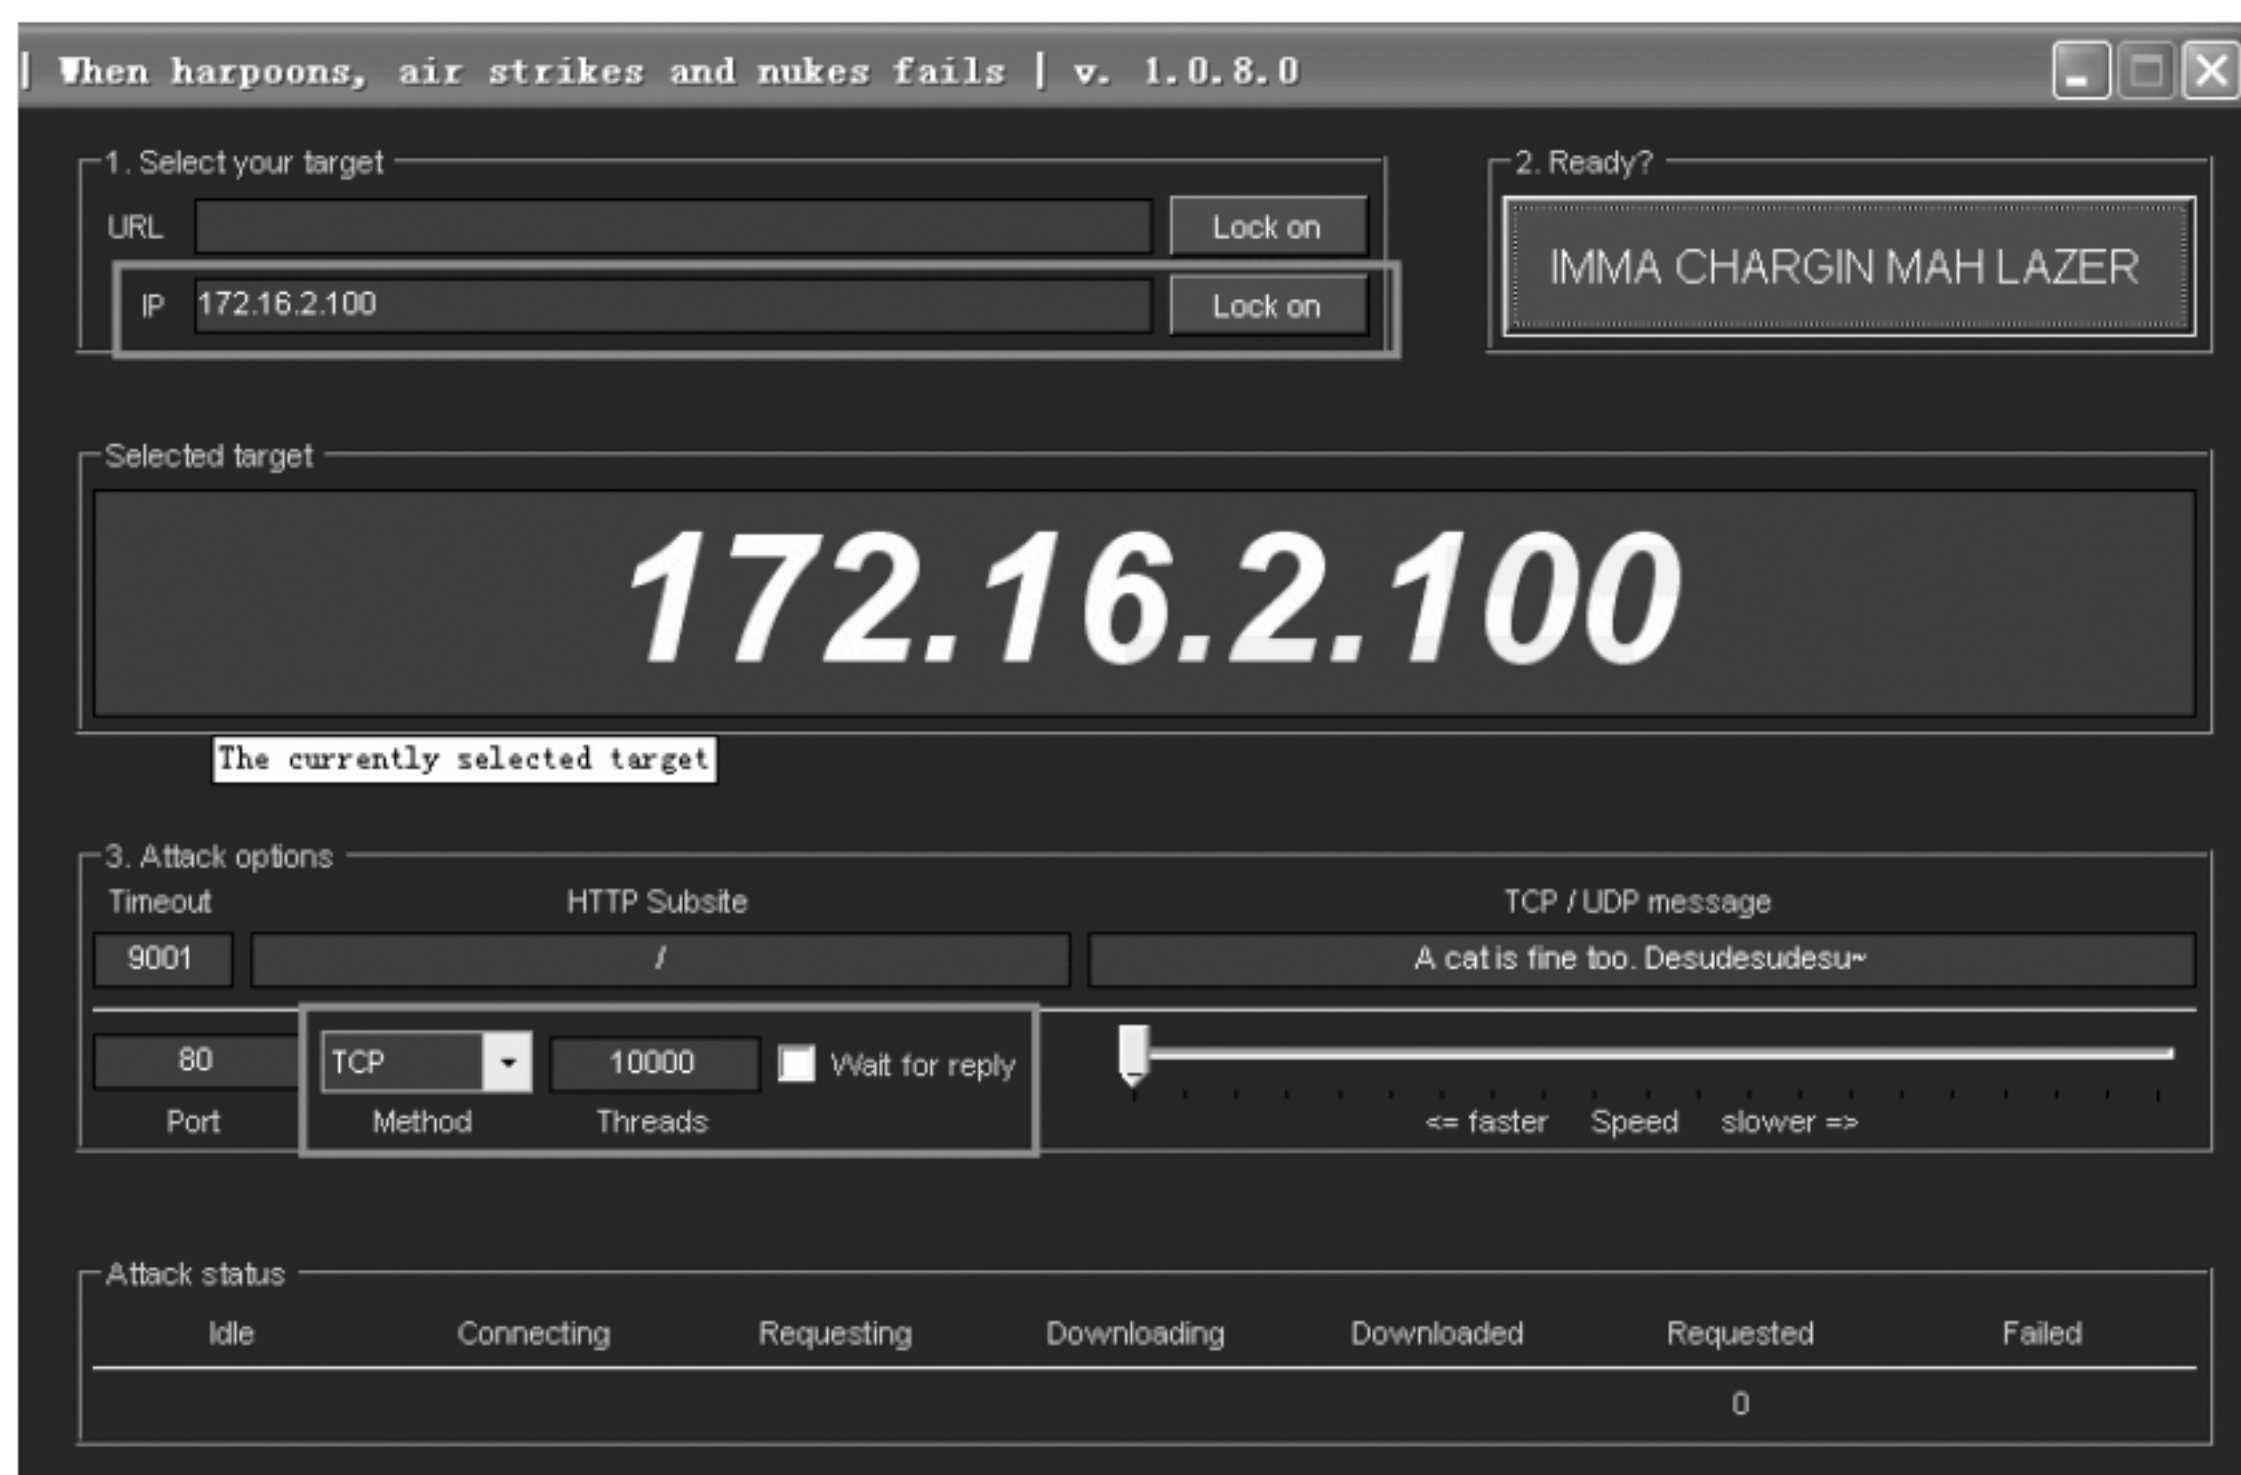 | When harpoons, air strikes and nukes fails | v. 1.0.8.0
1. Select your target
URL Lock on
IP 172.16.2.100 Lock on
2. Ready?
IMMA CHARGIN MAH LAZER
Selected target
172.16.2.100
The currently selected target
3. Attack options
Timeout HTTP Subsite TCP / UDP message
9001 / A cat is fine too. Desudesudesu~
80 TCP 10000 Wait for reply
Port Method Threads <= faster Speed slower =>
Attack status
Idle Connecting Requesting Downloading Downloaded Requested Failed
0